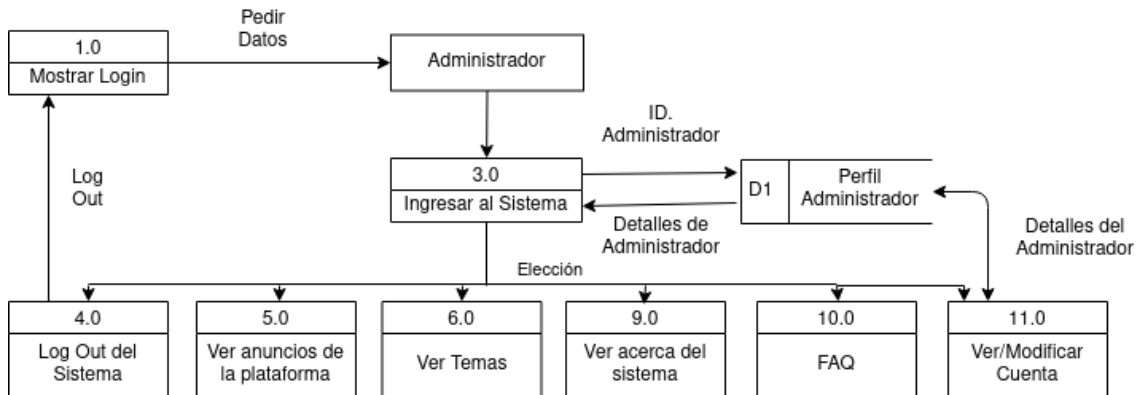 Pedir
Datos
1.0
Mostrar Login
Administrador
ID.
Administrador
Log
Out
3.0
Ingresar al Sistema
D1
Perfil
Administrador
Detalles de
Administrador
Detalles del
Administrador
Elección
4.0
Log Out del
Sistema
5.0
Ver anuncios de
la plataforma
6.0
Ver Temas
9.0
Ver acerca del
sistema
10.0
FAQ
11.0
Ver/Modificar
Cuenta